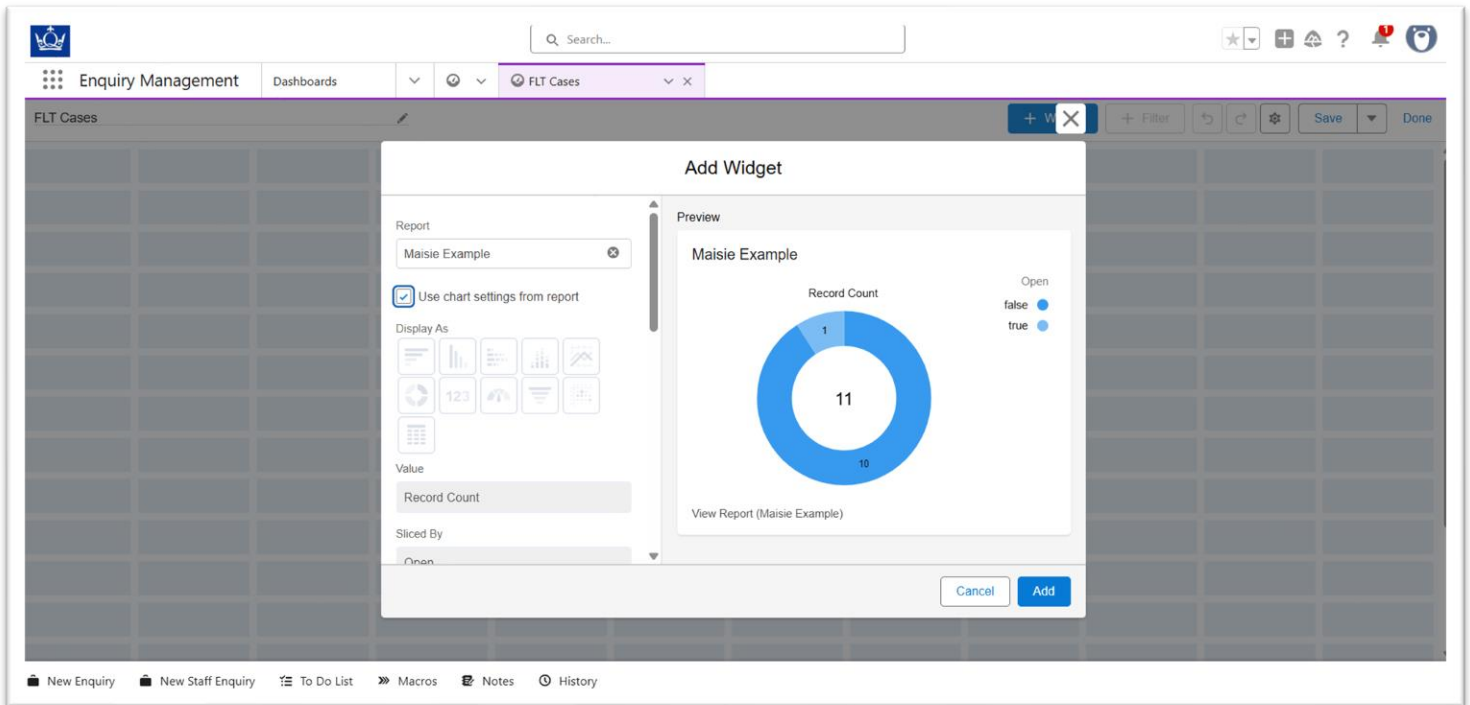 Search...
1
Enquiry Management
Dashboards
FLT Cases
FLT Cases
+ W
+ Filter
Save
Done
Add Widget
Report
Maisie Example
Use chart settings from report
Display As
123
Value
Record Count
Sliced By
Open
Preview
Maisie Example
Record Count
Open
false
true
1
11
10
View Report (Maisie Example)
Cancel
Add
New Enquiry
New Staff Enquiry
To Do List
Macros
Notes
History